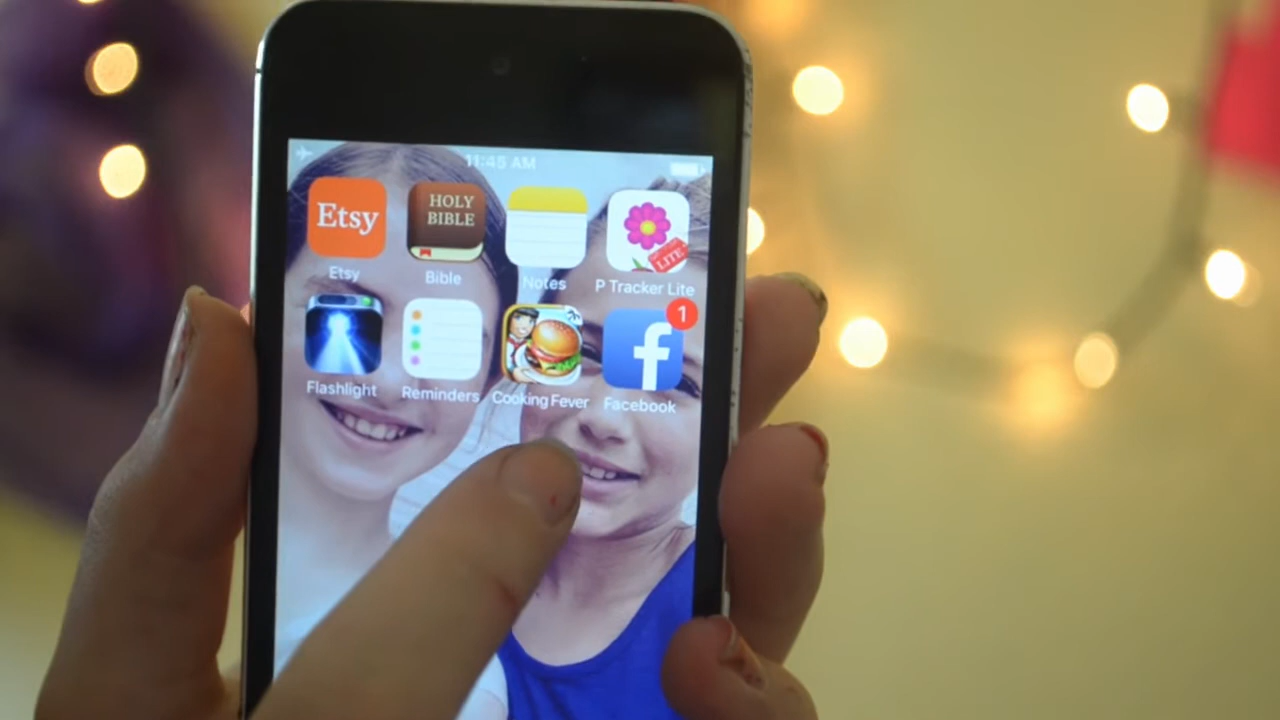 11:45 AM
Etsy
HOLY
BIBLE
LITE
Etsy
Bible
Notes
P Tracker Lite
1
f
Flashlight
Reminders
Cooking Fever
Facebook